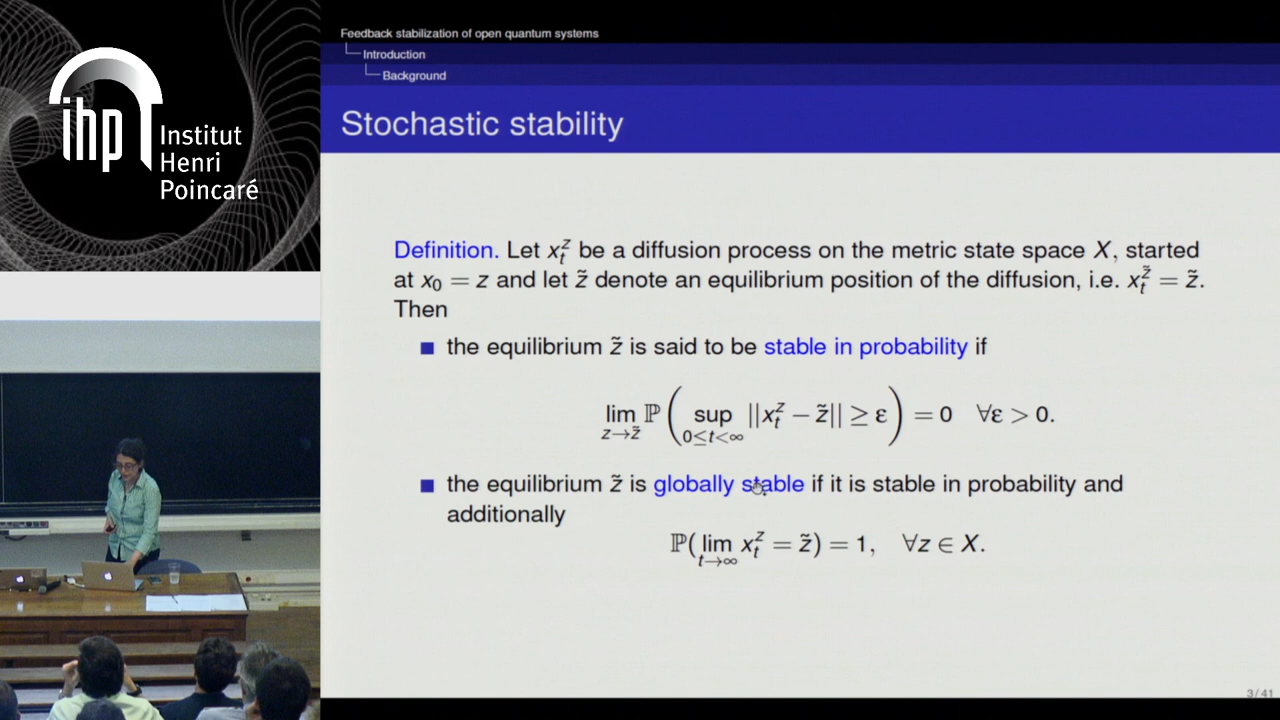 ihp Institut
Henri
Poincaré
Feedback stabilization of open quantum systems
Introduction
Background
Stochastic stability
Definition. Let x_t^z be a diffusion process on the metric state space X, started
at x_0 = z and let z̃ denote an equilibrium position of the diffusion, i.e. x_t^z̃ = z̃.
Then
the equilibrium z̃ is said to be stable in probability if
lim_{z→z̃} ℙ ( sup_{0≤t<∞} ||x_t^z − z̃|| ≥ ε ) = 0 ∀ε > 0.
the equilibrium z̃ is globally stable if it is stable in probability and
additionally
ℙ(lim_{t→∞} x_t^z = z̃) = 1, ∀z ∈ X.
3 / 41